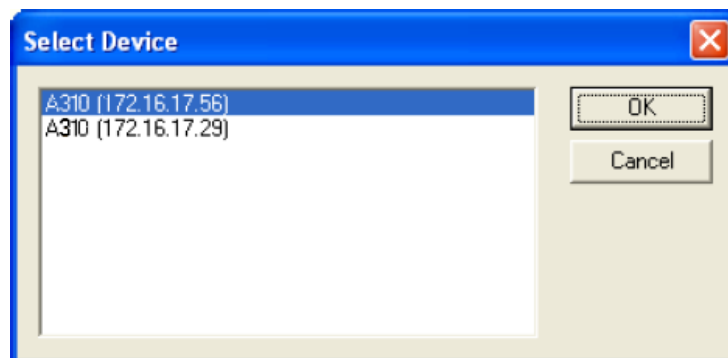 Select Device
A310 (172.16.17.56)
A310 (172.16.17.29)
OK
Cancel